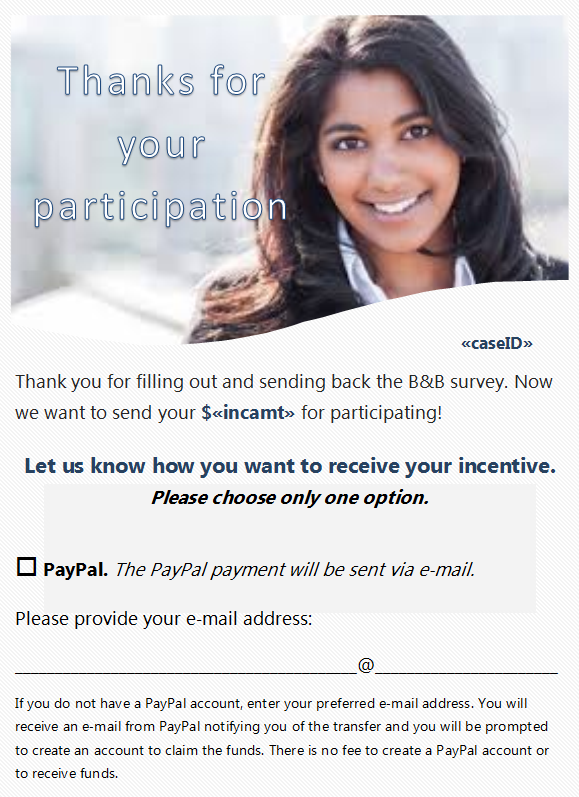 Thanks for
your
participation
«caseID»
Thank you for filling out and sending back the B&B survey. Now
we want to send your $«incamt» for participating!
Let us know how you want to receive your incentive.
Please choose only one option.
☐ PayPal. The PayPal payment will be sent via e-mail.
Please provide your e-mail address:
______________________________________@____________________
If you do not have a PayPal account, enter your preferred e-mail address. You will
receive an e-mail from PayPal notifying you of the transfer and you will be prompted
to create an account to claim the funds. There is no fee to create a PayPal account or
to receive funds.